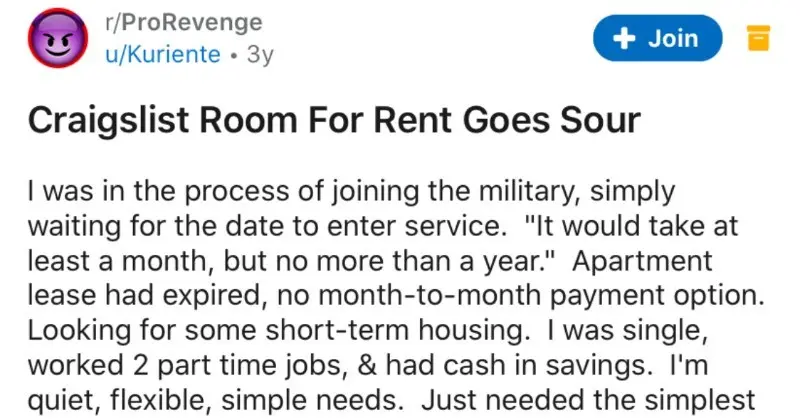 r/ProRevenge
u/Kuriente • 3y
+ Join
Craigslist Room For Rent Goes Sour
I was in the process of joining the military, simply
waiting for the date to enter service.  "It would take at
least a month, but no more than a year."  Apartment
lease had expired, no month-to-month payment option.
Looking for some short-term housing.  I was single,
worked 2 part time jobs, & had cash in savings.  I'm
quiet, flexible, simple needs.  Just needed the simplest